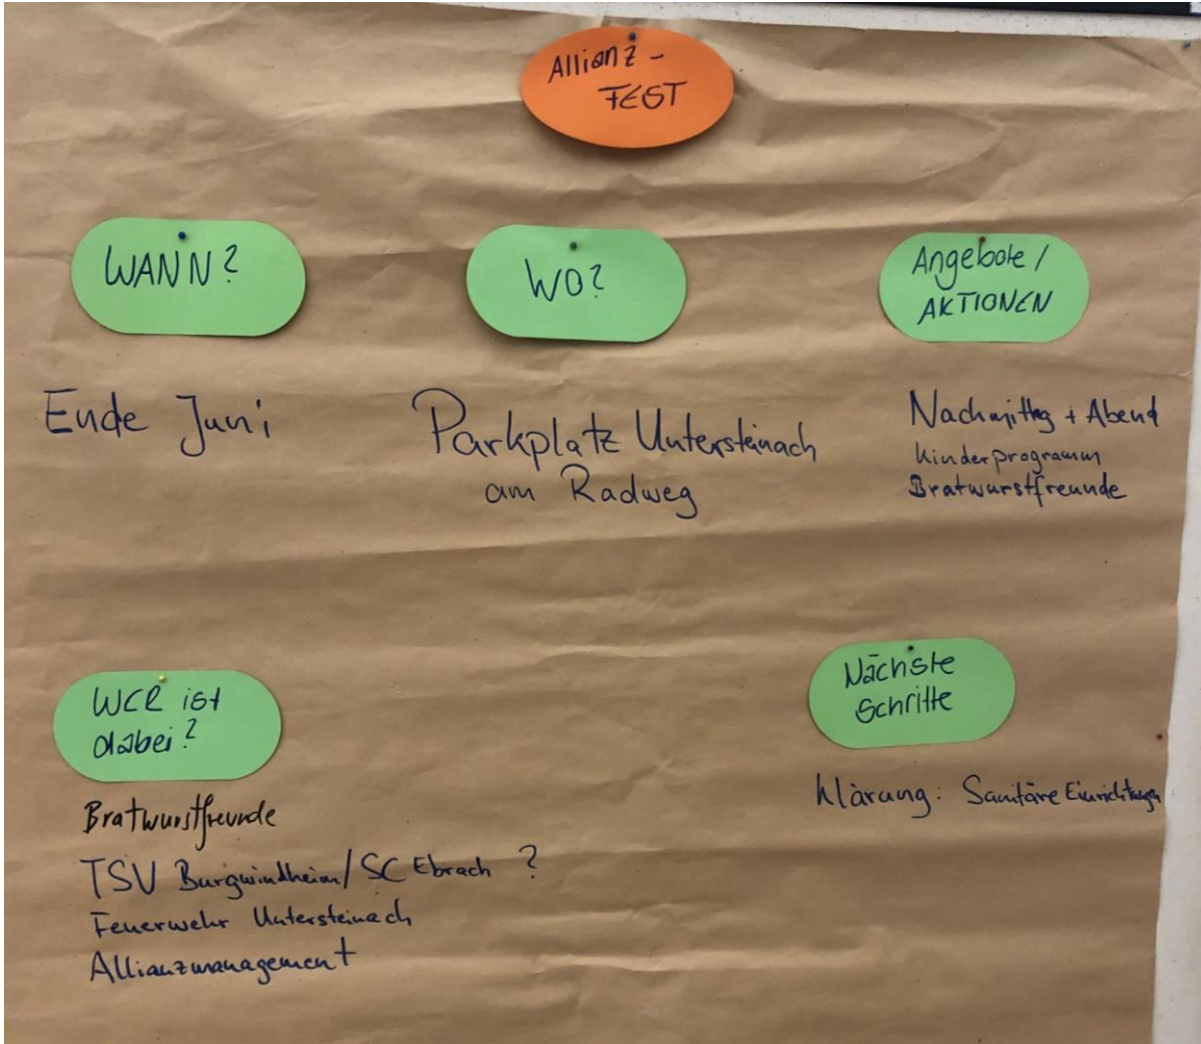 Allianz-
FEST
WANN?
Ende Juni
WO?
Parkplatz Untersteinach
am Radweg
Angebote /
AKTIONEN
Nachmittag + Abend
Kinderprogramm
Bratwurstfreunde
WER ist
dabei?
Bratwurstfreunde
TSV Burgwindheim/SC Ebrach ?
Feuerwehr Untersteinach
Allianzmanagement
Nächste
Schritte
Klärung: Sanitäre Einrichtungen